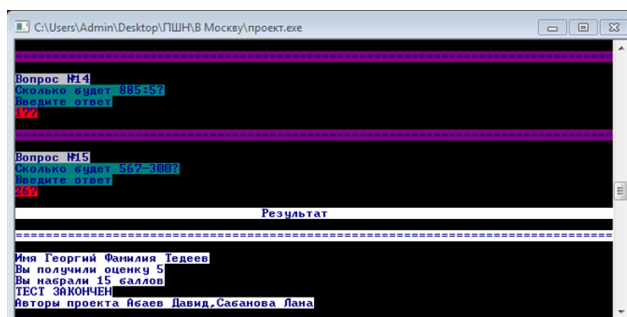 C:\Users\Admin\Desktop\ПШН\В Москву\проект.exe
Вопрос №14
Сколько будет 885:5?
Введите ответ
177
Вопрос №15
Сколько будет 567-300?
Введите ответ
267
Результат
Имя Георгий Фамилия Тедеев
Вы получили оценку 5
Вы набрали 15 баллов
ТЕСТ ЗАКОНЧЕН
Авторы проекта Абаев Давид,Сабанова Лана